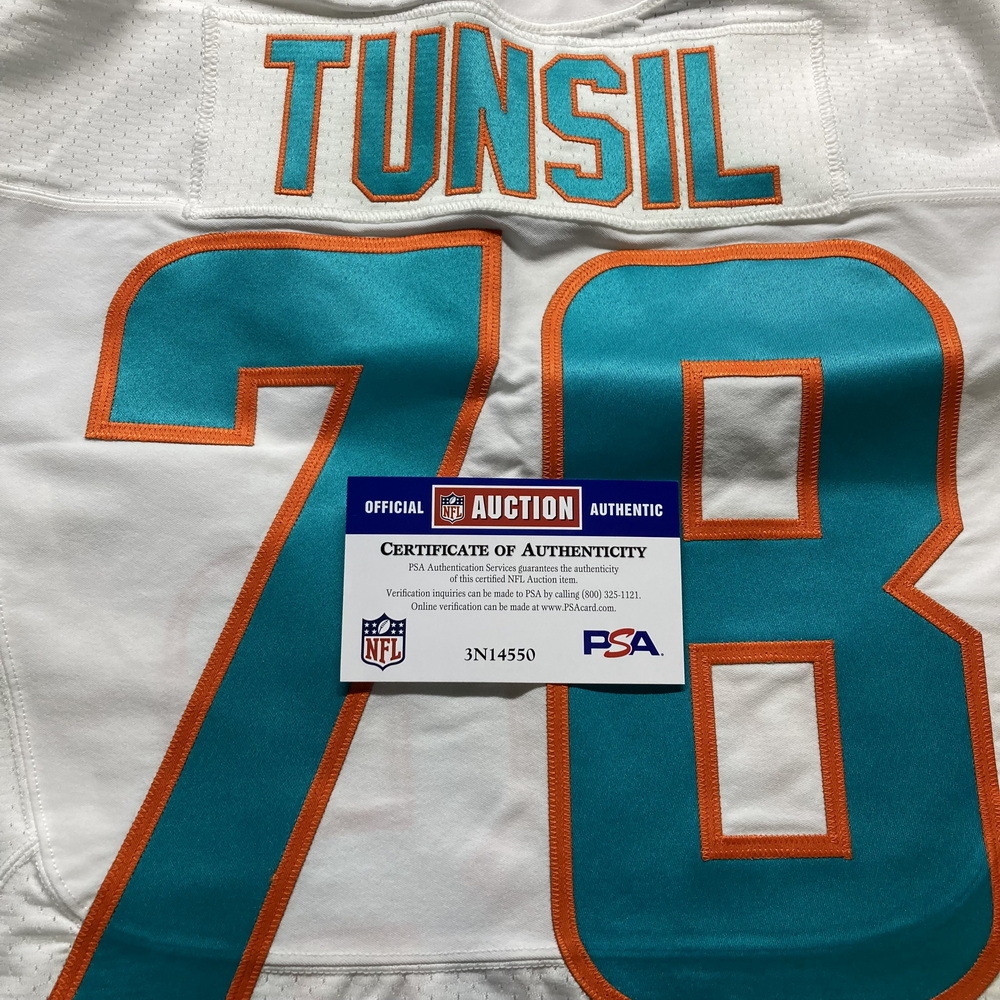 TUNSIL
78
OFFICIAL NFL AUCTION AUTHENTIC
CERTIFICATE OF AUTHENTICITY
PSA Authentication Services guarantees the authenticity
of this certified NFL Auction item.
Verification inquiries can be made to PSA by calling (800) 325-1121.
Online verification can be made at www.PSAcard.com.
NFL 3N14550 PSA